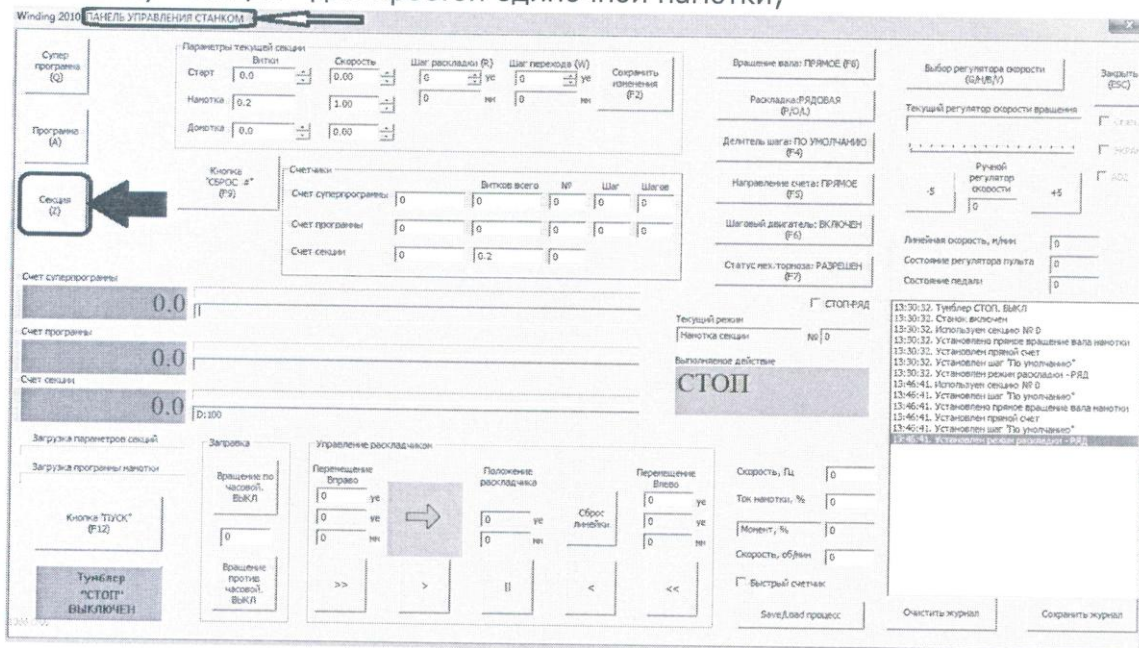 для простой единичной намотки)
Winding 2010 ПАНЕЛЬ УПРАВЛЕНИЯ СТАНКОМ
Супер программа (Q)
Программа (A)
Секция (Z)
Параметры текущей секции
Витки
Скорость
Шаг раскладки (R)
Шаг перехода (W)
Старт 0.0 0.00 0 уе 0 уе
Намотка 0.2 1.00 0 мм 0 мм
Домотка 0.0 0.00
Сохранить изменения (F2)
Кнопка "СБРОС #" (F9)
Счетчики
Витков всего № Шаг Шагов
Счет суперпрограммы 0 0 0 0 0
Счет программы 0 0 0 0 0
Счет секции 0 0.2 0
Вращение вала: ПРЯМОЕ (F8)
Раскладка:РЯДОВАЯ (P/O/L)
Делитель шага: ПО УМОЛЧАНИЮ (F4)
Направление счета: ПРЯМОЕ (F5)
Шаговый двигатель: ВКЛЮЧЕН (F6)
Статус мех.тормоза: РАЗРЕШЕН (F7)
Выбор регулятора скорости (G/H/B/V)
Закрыть (ESC)
Текущий регулятор скорости вращения
-5
Ручной регулятор скорости
0
+5
Линейная скорость, м/мин 0
Состояние регулятора пульта 0
Состояние педали 0
Счет суперпрограммы
0.0
Счет программы
0.0
Счет секции
0.0
D:100
СТОП-РЯД
Текущий режим
Намотка секции № 0
Выполняемое действие
СТОП
13:30:32. Тумблер СТОП. ВЫКЛ
13:30:32. Станок включен
13:30:32. Используем секцию № 0
13:30:32. Установлено прямое вращение вала намотки
13:30:32. Установлен прямой счет
13:30:32. Установлен шаг "По умолчанию"
13:30:32. Установлен режим раскладки - РЯД
13:46:41. Используем секцию № 0
13:46:41. Установлен шаг "По умолчанию"
13:46:41. Установлено прямое вращение вала намотки
13:46:41. Установлен прямой счет
13:46:41. Установлен шаг "По умолчанию"
13:46:41. Установлен режим раскладки - РЯД
Загрузка параметров секций
Загрузка программы намотки
Кнопка "ПУСК" (F12)
Тумблер "СТОП" ВЫКЛЮЧЕН
Заправка
Вращение по часовой. ВЫКЛ
0
Вращение против часовой. ВЫКЛ
Управление раскладчиком
Перемещение Вправо
0 уе
0 уе
0 мм
Положение раскладчика
0 уе
0 мм
Сброс линейки
Перемещение Влево
0 уе
0 уе
0 мм
>> > || < <<
Скорость, Гц 0
Ток намотки, % 0
Момент, % 0
Скорость, об/мин 0
Быстрый счетчик
Save/Load процесс
Очистить журнал
Сохранить журнал